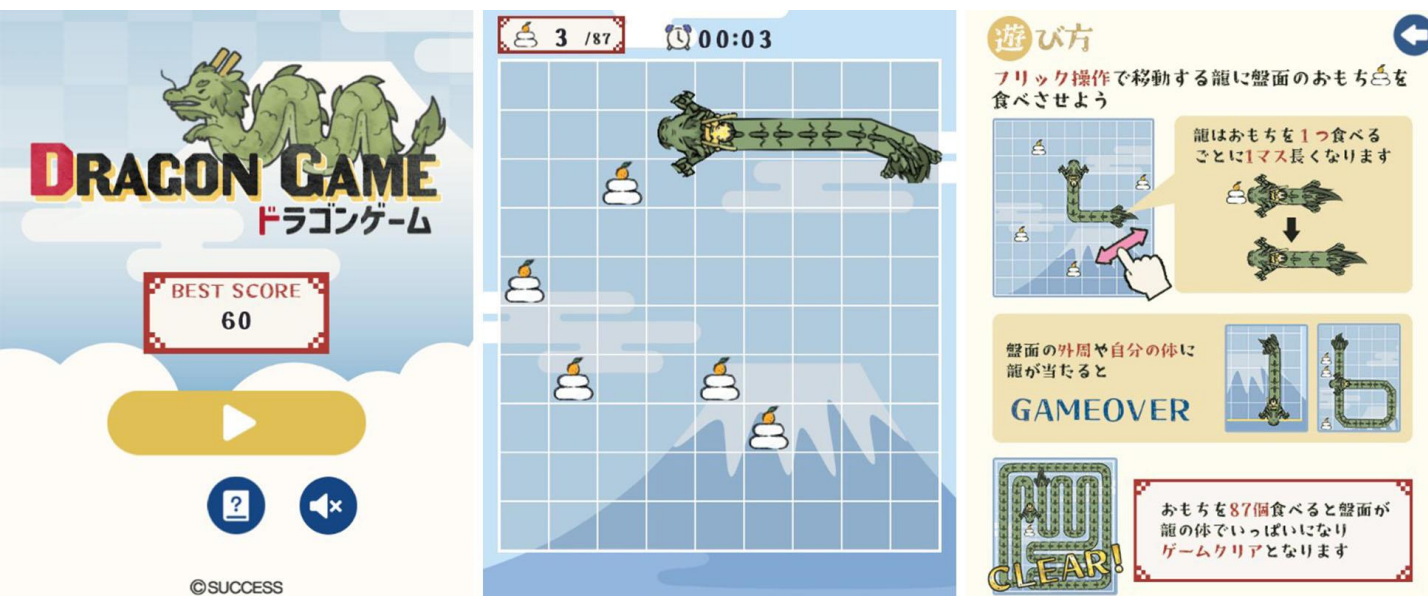 DRAGON GAME
ドラゴンゲーム
BEST SCORE
60
?
©SUCCESS
3 /87
00:03
遊び方
フリック操作で移動する龍に盤面のおもちを
食べさせよう
龍はおもちを1つ食べる
ごとに1マス長くなります
盤面の外周や自分の体に
龍が当たると
GAMEOVER
CLEAR!
おもちを87個食べると盤面が
龍の体でいっぱいになり
ゲームクリアとなります